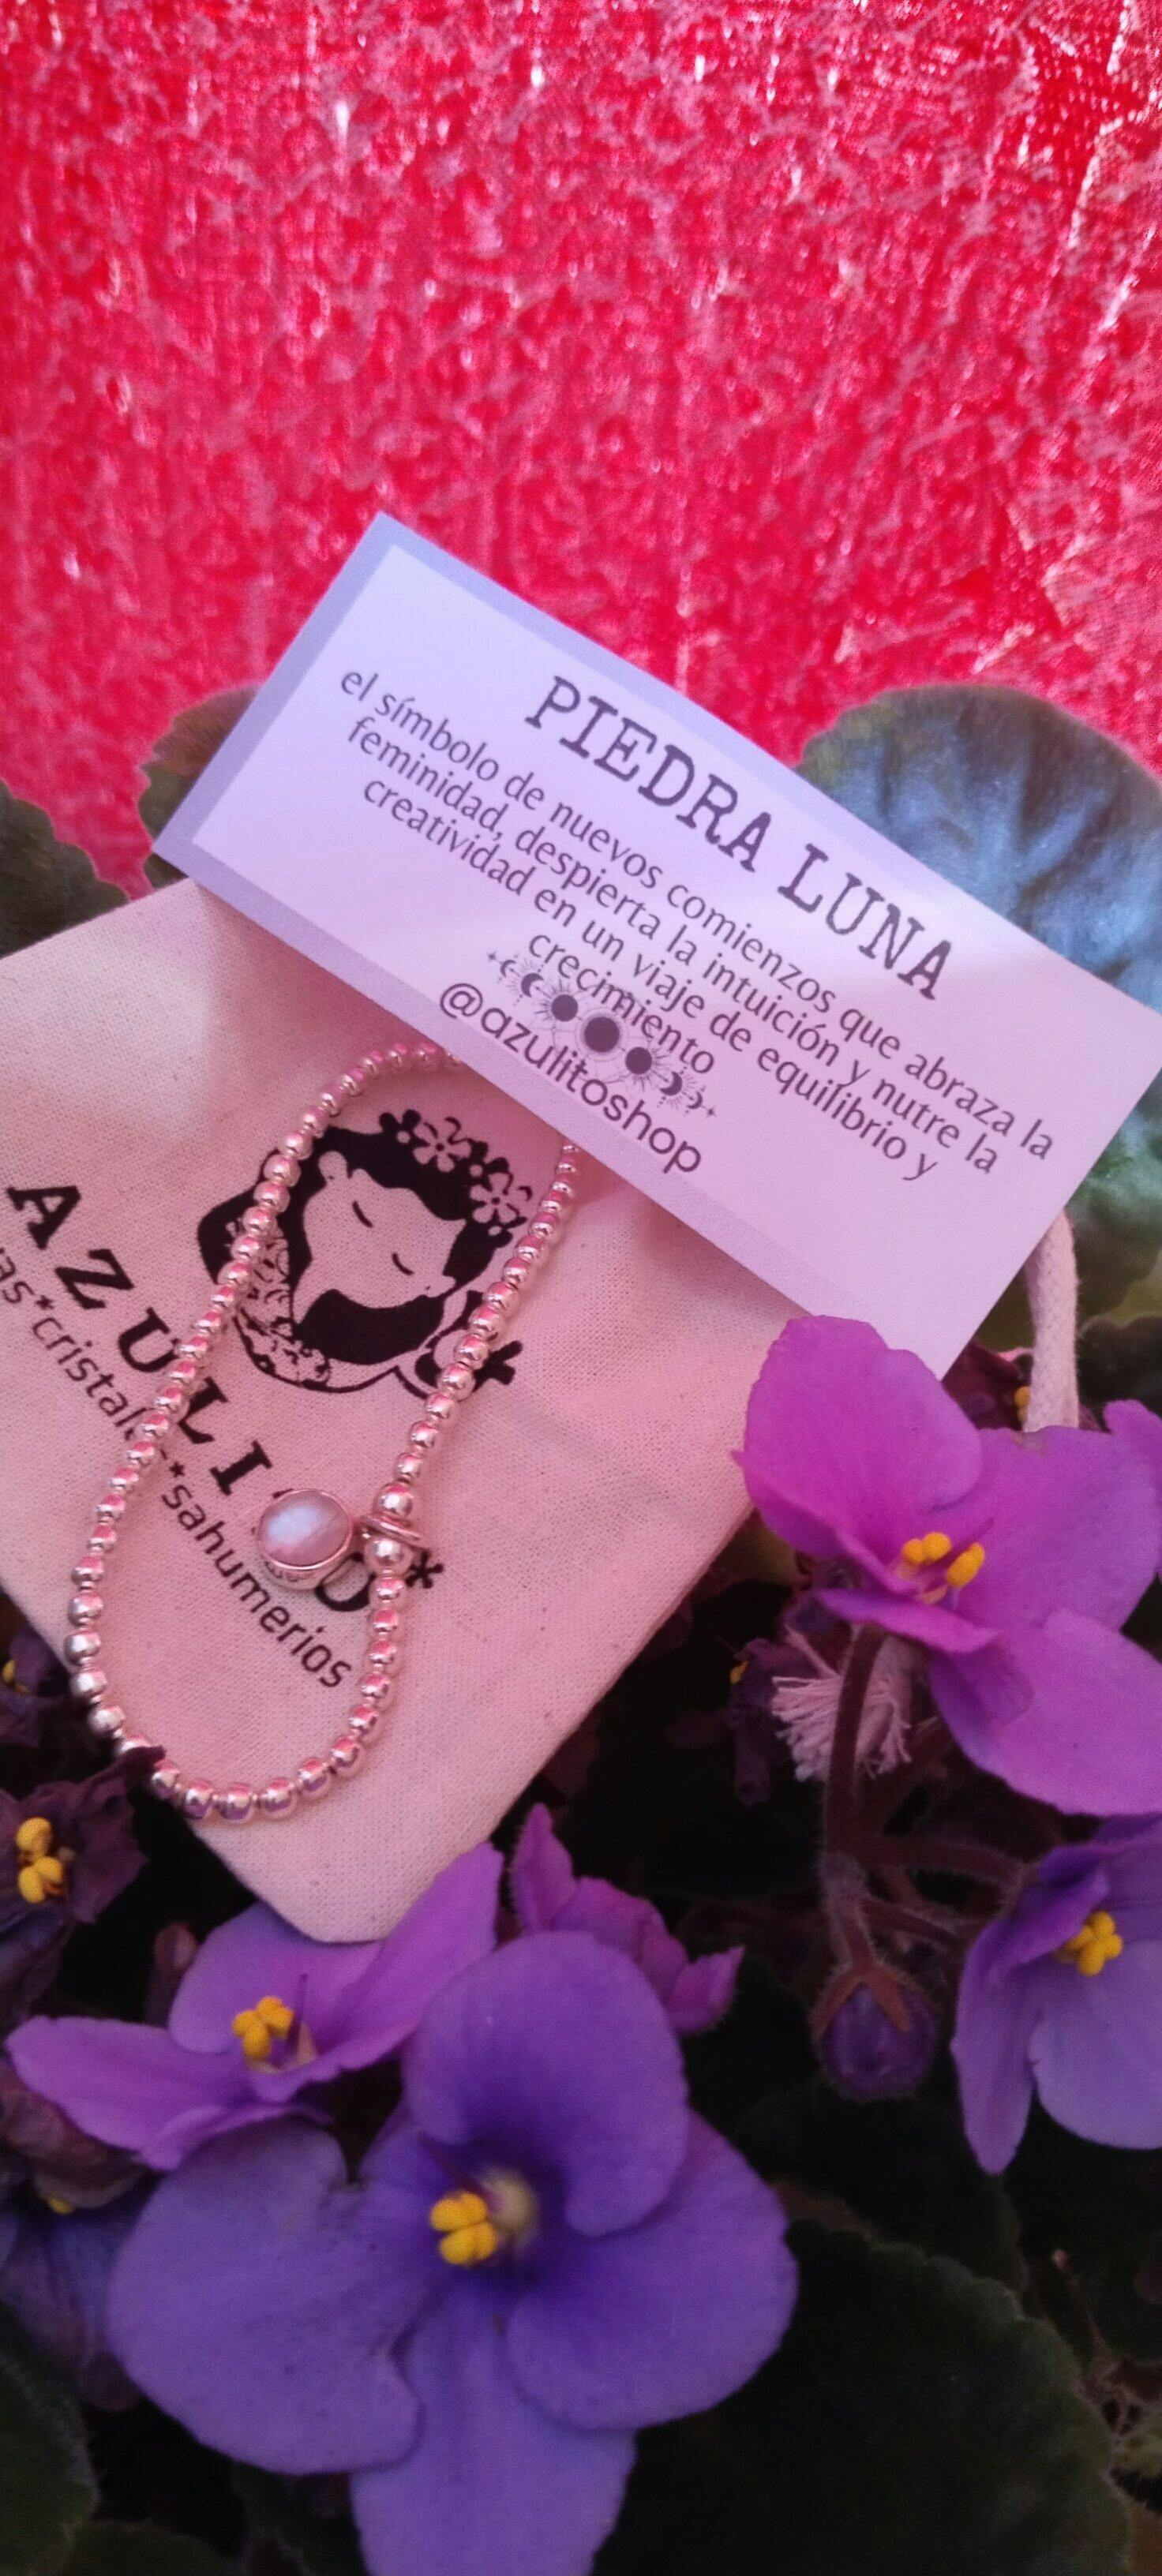 PIEDRA LUNA
el símbolo de nuevos comienzos que abraza la
feminidad, despierta la intuición y nutre la
creatividad en un viaje de equilibrio y
crecimiento
@azulitoshop
*sahumerios